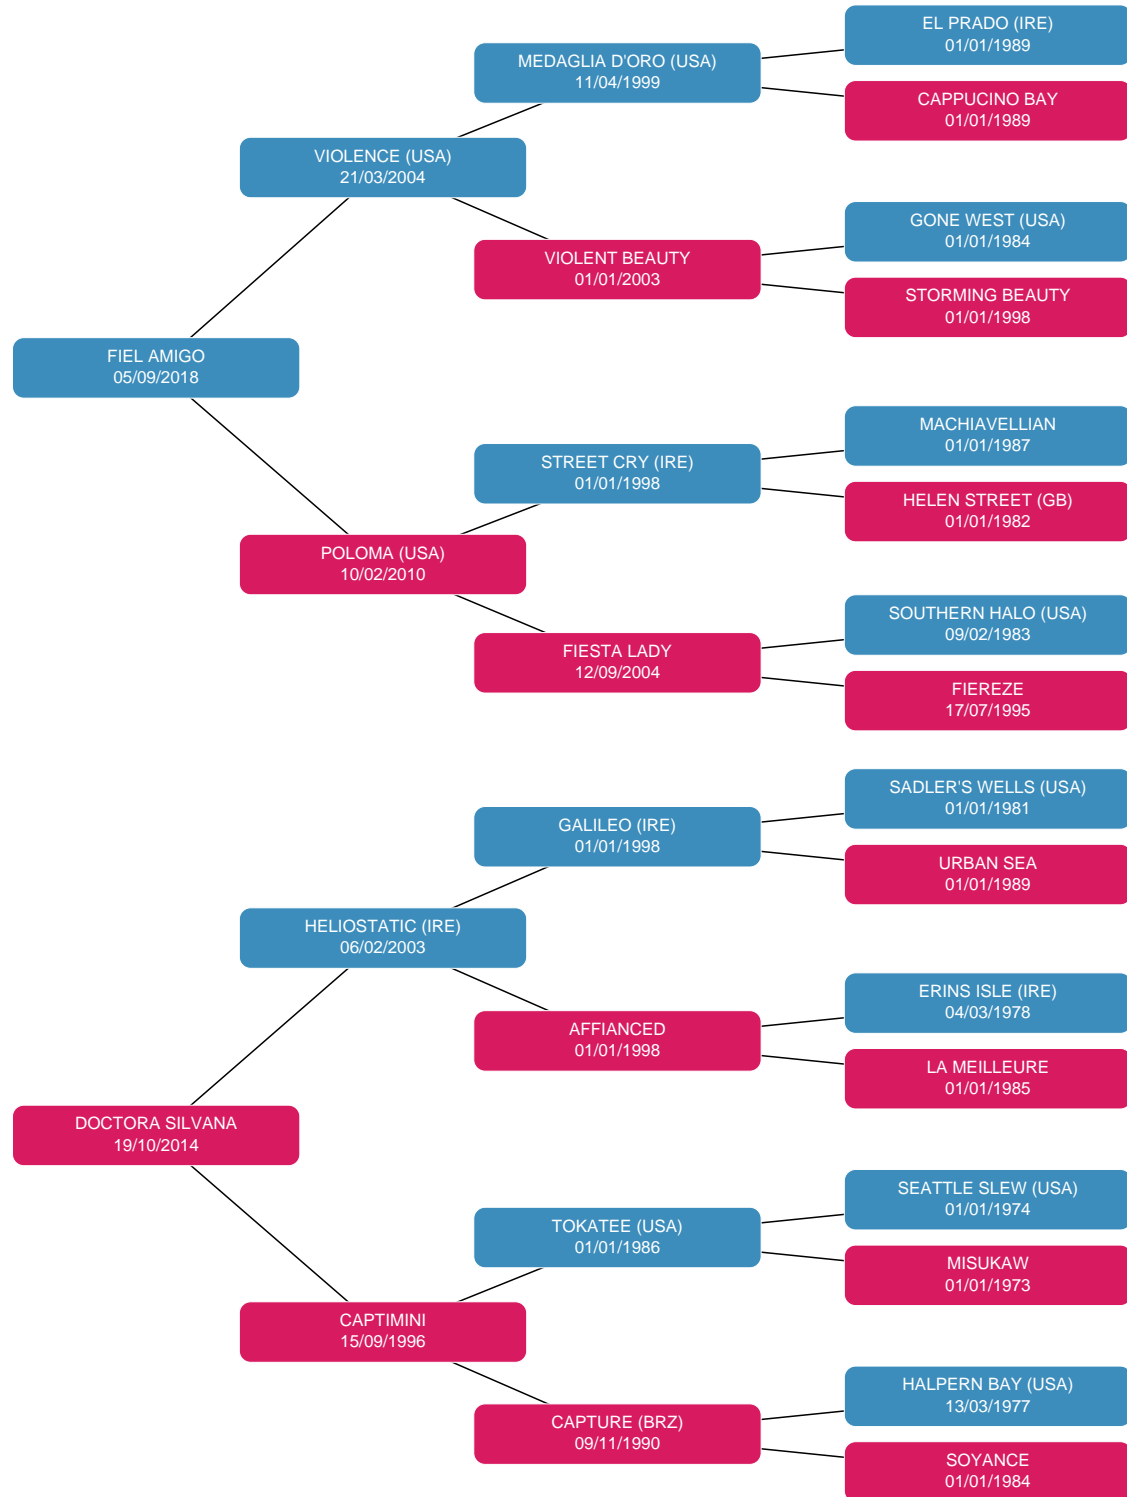 EL PRADO (IRE)
01/01/1989
MEDAGLIA D'ORO (USA)
11/04/1999
CAPPUCINO BAY
01/01/1989
VIOLENCE (USA)
21/03/2004
GONE WEST (USA)
01/01/1984
VIOLENT BEAUTY
01/01/2003
STORMING BEAUTY
01/01/1998
FIEL AMIGO
05/09/2018
MACHIAVELLIAN
01/01/1987
STREET CRY (IRE)
01/01/1998
HELEN STREET (GB)
01/01/1982
POLOMA (USA)
10/02/2010
SOUTHERN HALO (USA)
09/02/1983
FIESTA LADY
12/09/2004
FIEREZE
17/07/1995
SADLER'S WELLS (USA)
01/01/1981
GALILEO (IRE)
01/01/1998
URBAN SEA
01/01/1989
HELIOSTATIC (IRE)
06/02/2003
ERINS ISLE (IRE)
04/03/1978
AFFIANCED
01/01/1998
LA MEILLEURE
01/01/1985
DOCTORA SILVANA
19/10/2014
SEATTLE SLEW (USA)
01/01/1974
TOKATEE (USA)
01/01/1986
MISUKAW
01/01/1973
CAPTIMINI
15/09/1996
HALPERN BAY (USA)
13/03/1977
CAPTURE (BRZ)
09/11/1990
SOYANCE
01/01/1984